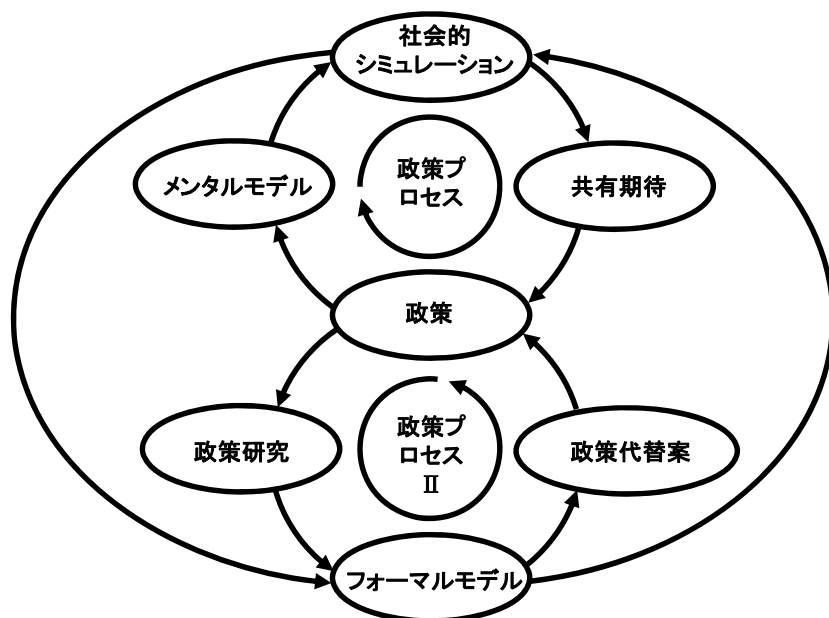 社会的
シミュレーション
メンタルモデル
政策プ
ロセス
共有期待
政策
政策研究
政策プ
ロセス
Ⅱ
政策代替案
フォーマルモデル